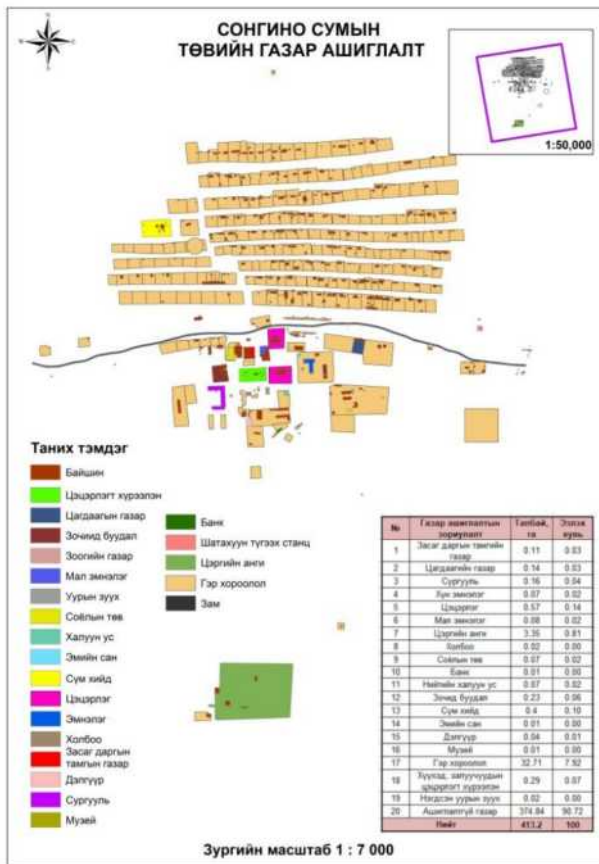 СОНГИНО СУМЫН
ТӨВИЙН ГАЗАР АШИГЛАЛТ
1:50,000
Таних тэмдэг
Байшин
Цэцэрлэгт хүрээлэн
Цагдаагын газар
Зочиид буудал
Зоогийн газар
Мал эмнэлэг
Уурын зуух
Соёлын төв
Халуун ус
Эмийн сан
Сүм хийд
Цэцэрлэг
Эмнэлэг
Холбоо
Засаг даргын
тамгын газар
Дэлгүүр
Сургууль
Музей
Банк
Шатахуун түгээх станц
Цэргийн анги
Гэр хороолол
Зам
№ Газар ашиглалтын зориулалт Талбай, га Эзлэх хувь
1 Засаг даргын тамгийн газар 0.11 0.03
2 Цагдаагийн газар 0.14 0.03
3 Сургууль 0.16 0.04
4 Хүн эмнэлэг 0.07 0.02
5 Цэцэрлэг 0.57 0.14
6 Мал эмнэлэг 0.08 0.02
7 Цэргийн анги 3.35 0.81
8 Холбоо 0.02 0.00
9 Соёлын төв 0.07 0.02
10 Банк 0.01 0.00
11 Нийтийн халуун ус 0.07 0.02
12 Зочид буудал 0.23 0.06
13 Сүм хийд 0.4 0.10
14 Эмийн сан 0.01 0.00
15 Дэлгүүр 0.04 0.01
16 Музей 0.01 0.00
17 Гэр хороолол 32.71 7.92
18 Хүүхэд, залуучуудын цэцэрлэгт хүрээлэн 0.29 0.07
19 Нэгдсэн уурын зуух 0.02 0.00
20 Ашиглалтгүй газар 374.84 90.72
Нийт 413.2 100
Зургийн масштаб 1 : 7 000